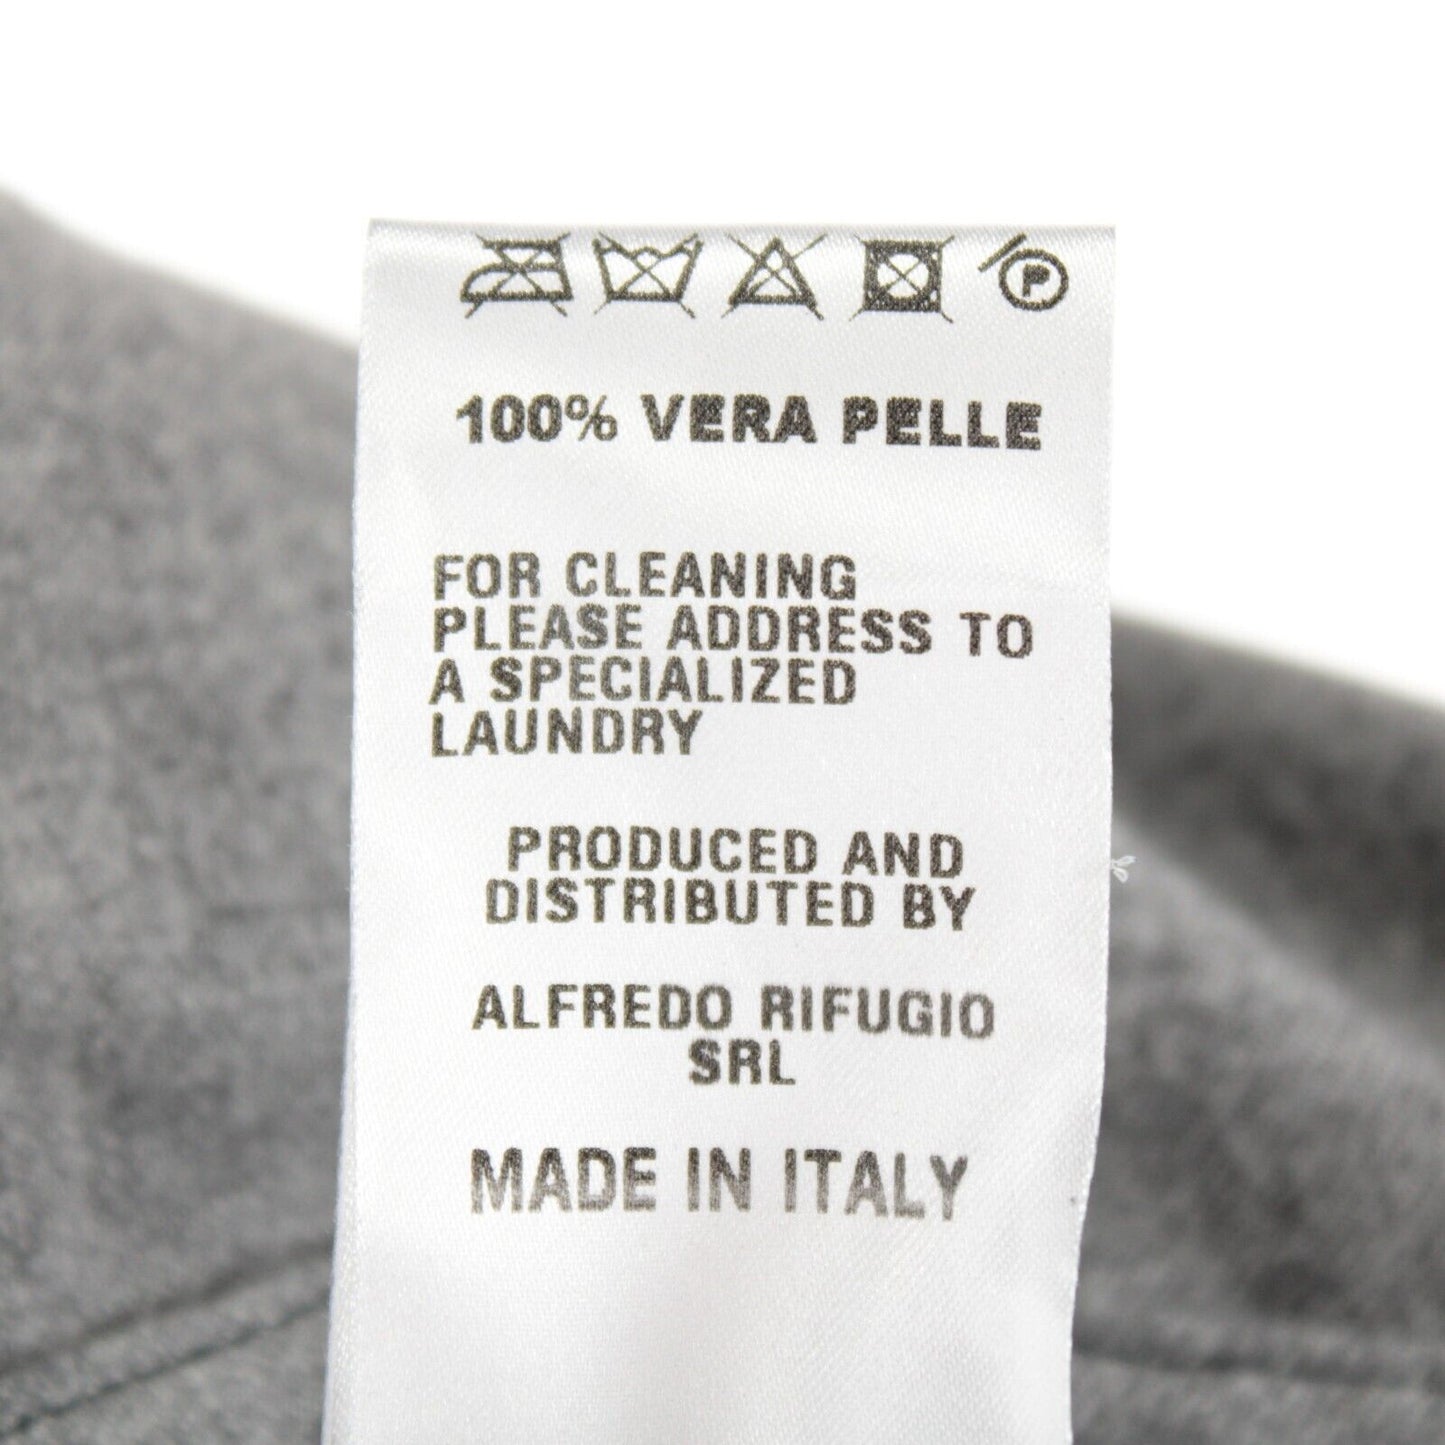 P
100% VERA PELLE
FOR CLEANING
PLEASE ADDRESS TO
A SPECIALIZED
LAUNDRY
PRODUCED AND
DISTRIBUTED BY
ALFREDO RIFUGIO
SRL
MADE IN ITALY